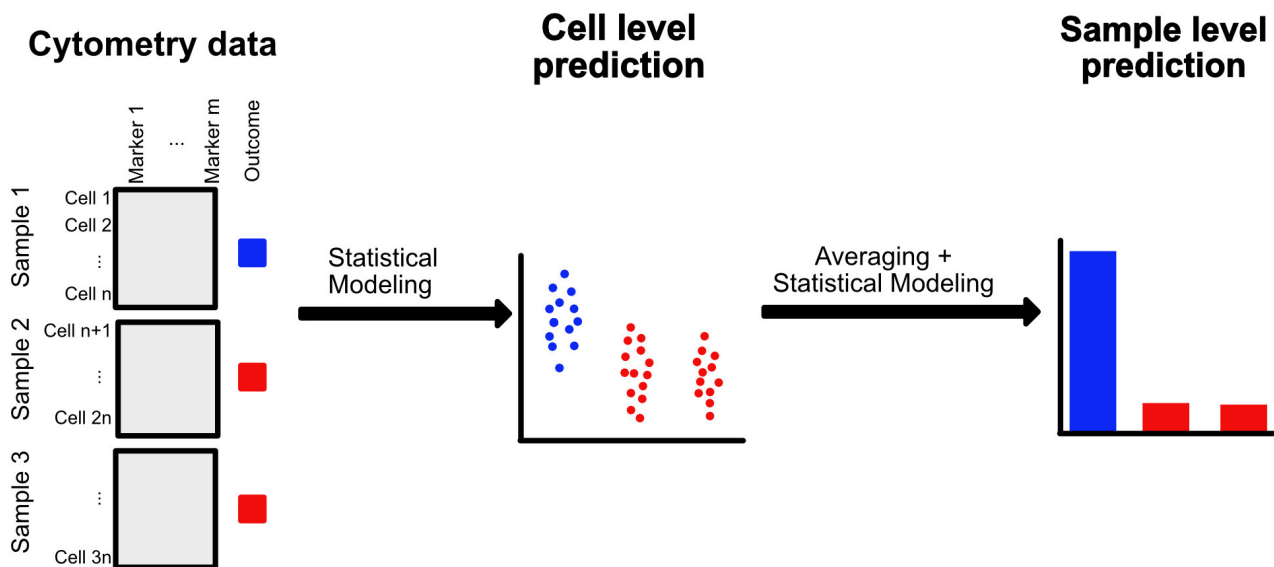 Cytometry data
Cell level
prediction
Sample level
prediction
Marker 1
...
Marker m
Outcome
Sample 1
Cell 1
Cell 2
...
Cell n
Sample 2
Cell n+1
...
Cell 2n
Sample 3
...
Cell 3n
Statistical
Modeling
Averaging +
Statistical Modeling